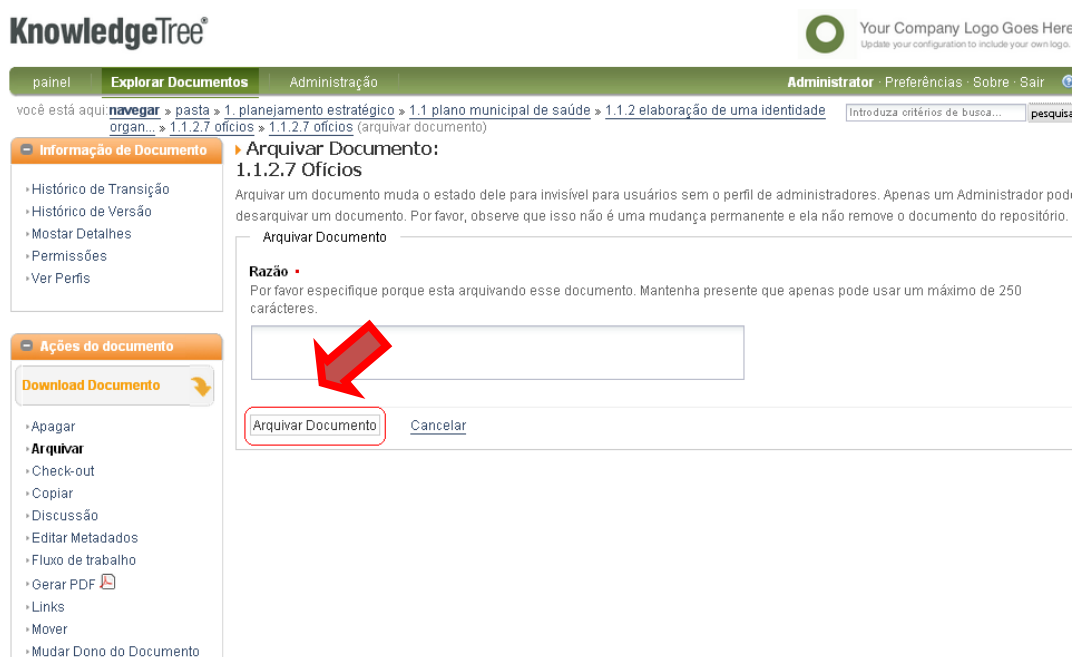 KnowledgeTree®
Your Company Logo Goes Here
Update your configuration to include your own logo.
painel Explorar Documentos Administração Administrator · Preferências · Sobre · Sair ?
você está aqui: navegar » pasta » 1. planejamento estratégico » 1.1 plano municipal de saúde » 1.1.2 elaboração de uma identidade
organ... » 1.1.2.7 ofícios » 1.1.2.7 ofícios (arquivar documento)
Introduza critérios de busca... pesquisa
Informação de Documento
Histórico de Transição
Histórico de Versão
Mostar Detalhes
Permissões
Ver Perfis
Ações do documento
Download Documento
Apagar
Arquivar
Check-out
Copiar
Discussão
Editar Metadados
Fluxo de trabalho
Gerar PDF
Links
Mover
Mudar Dono do Documento
Arquivar Documento:
1.1.2.7 Ofícios
Arquivar um documento muda o estado dele para invisível para usuários sem o perfil de administradores. Apenas um Administrador pode
desarquivar um documento. Por favor, observe que isso não é uma mudança permanente e ela não remove o documento do repositório.
Arquivar Documento
Razão
Por favor especifique porque esta arquivando esse documento. Mantenha presente que apenas pode usar um máximo de 250
carácteres.
Arquivar Documento Cancelar